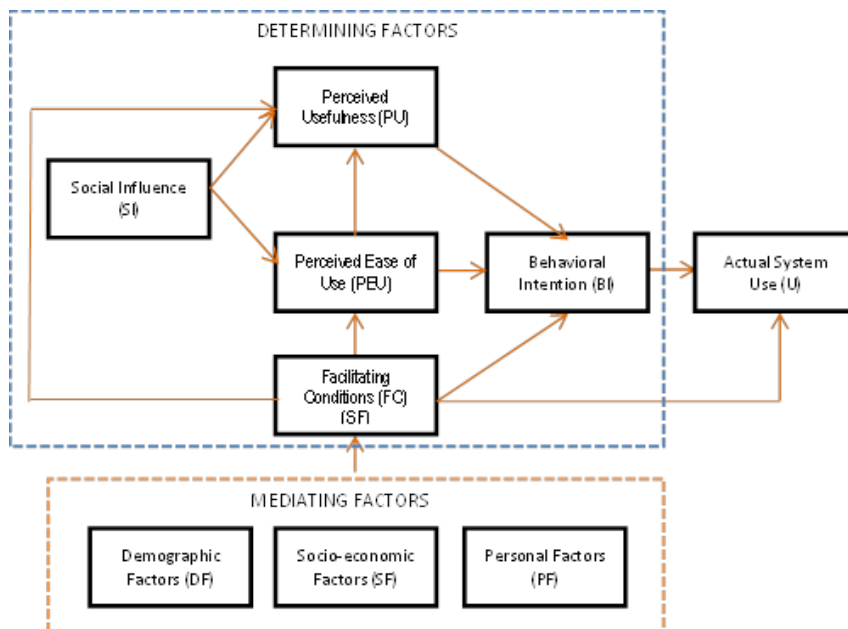 DETERMINING FACTORS
Perceived
Usefulness (PU)
Social Influence
(SI)
Perceived Ease of
Use (PEU)
Behavioral
Intention (BI)
Actual System
Use (U)
Facilitating
Conditions (FC)
(SF)
MEDIATING FACTORS
Demographic
Factors (DF)
Socio-economic
Factors (SF)
Personal Factors
(PF)